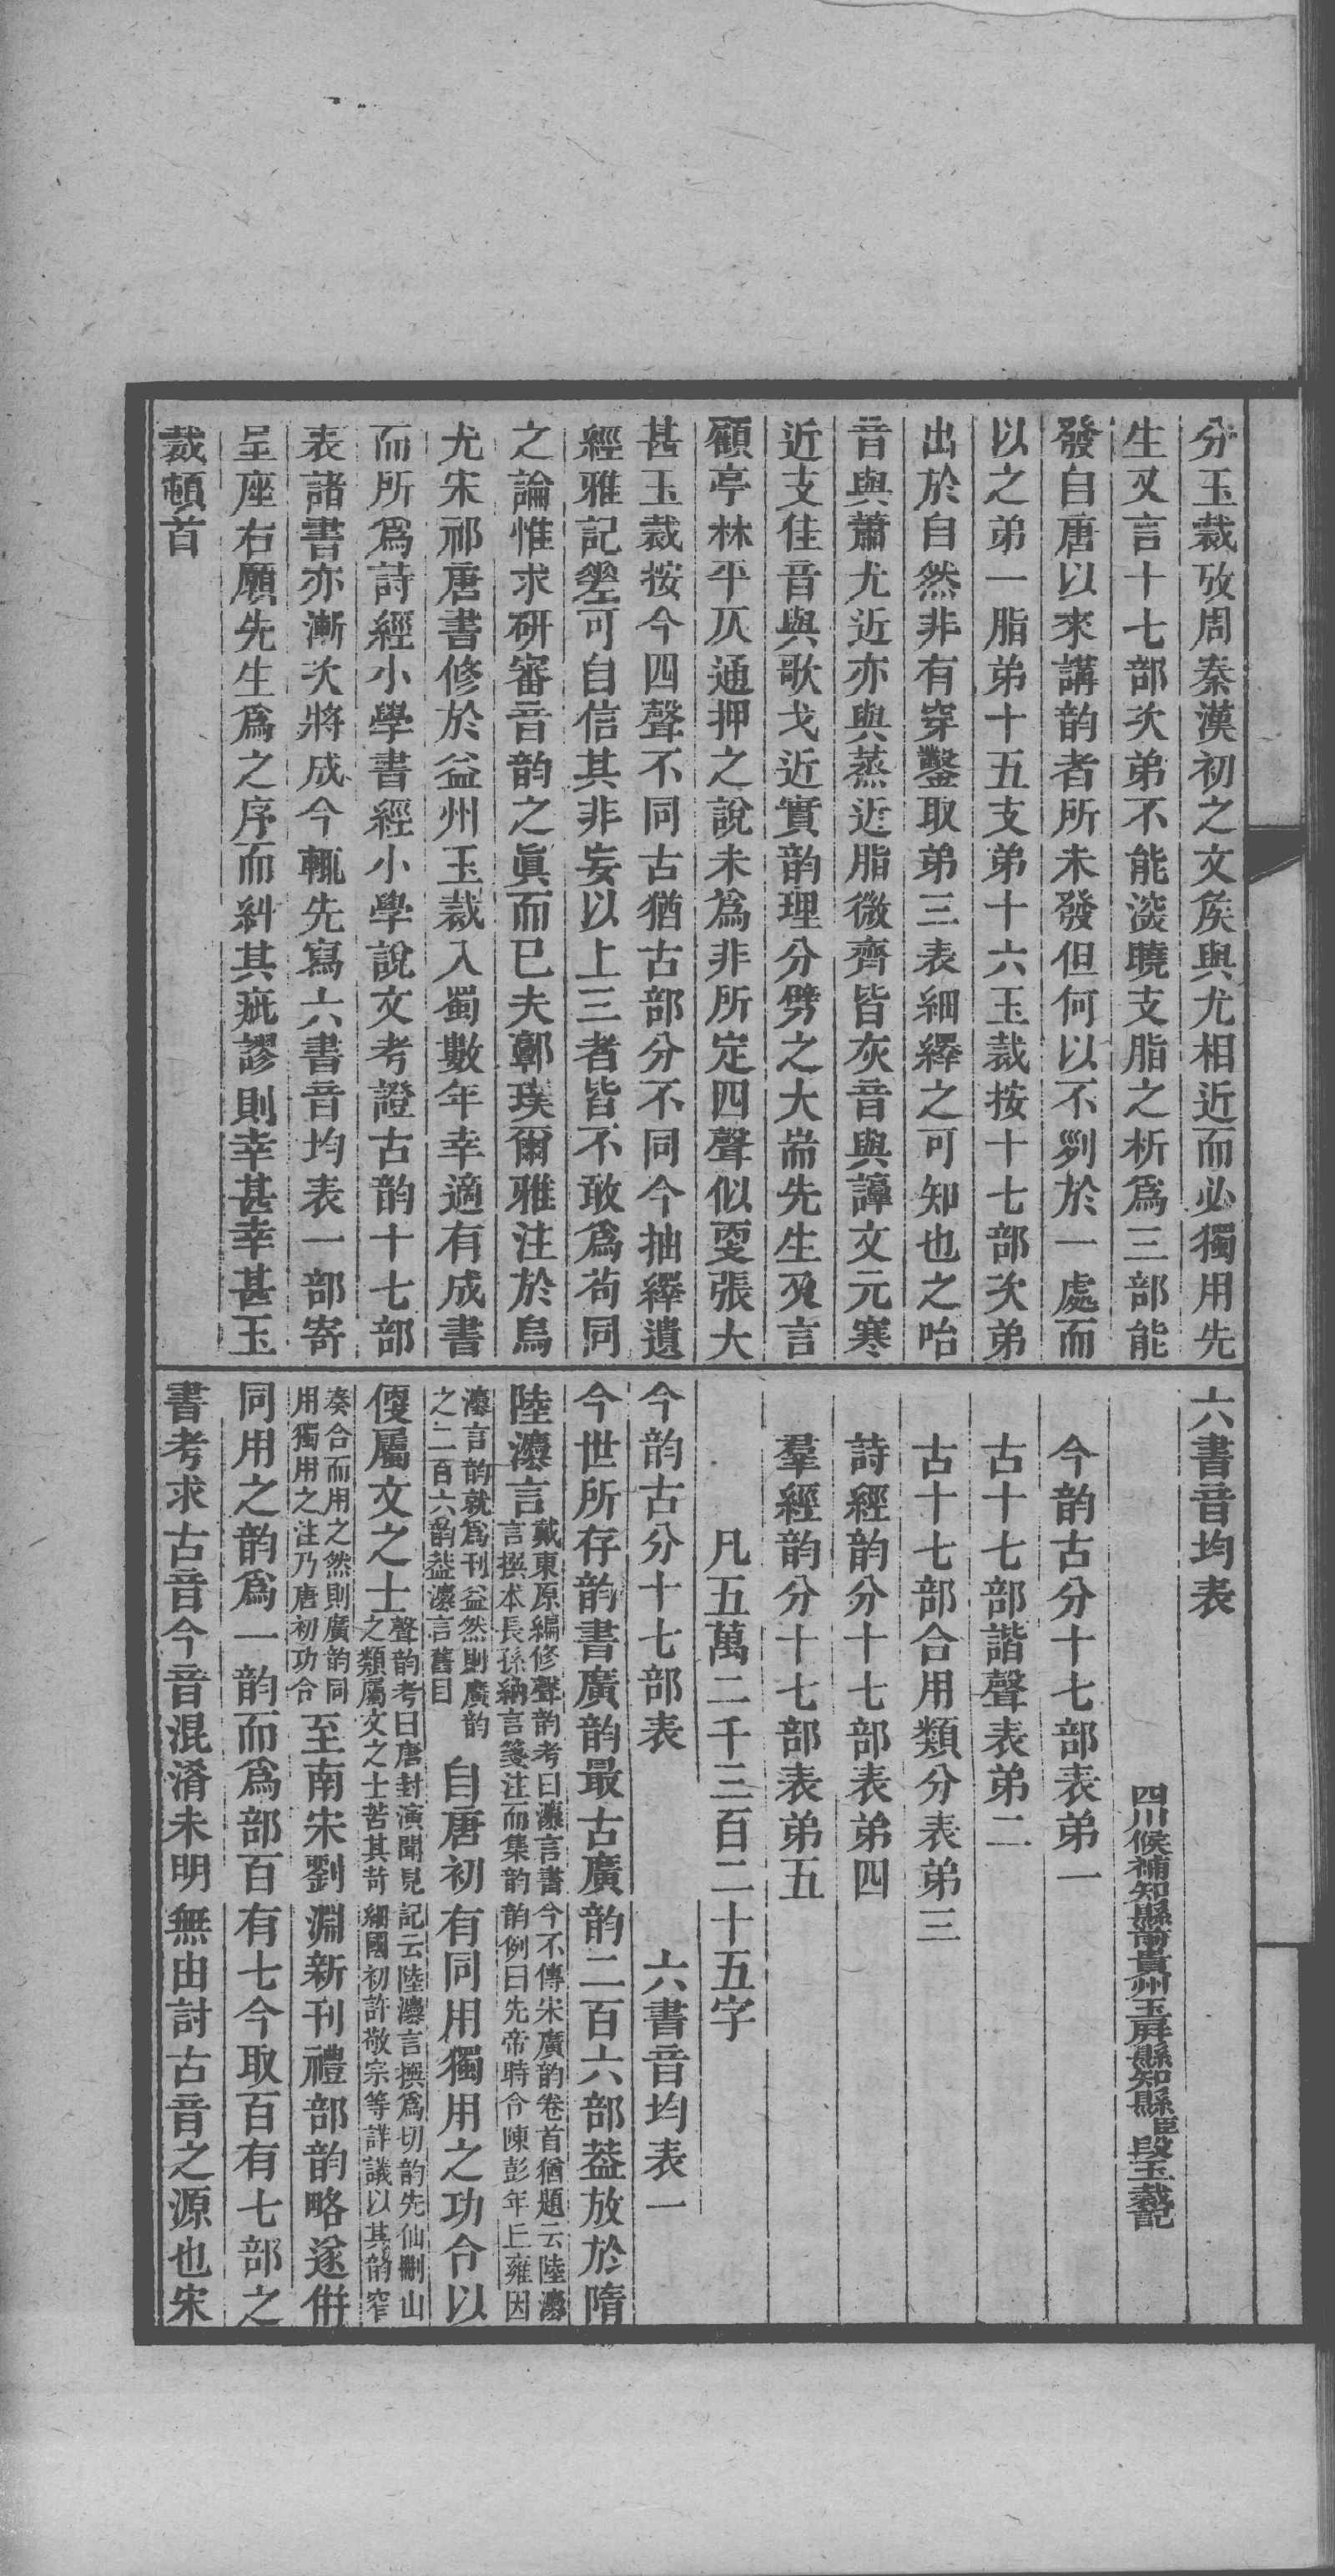 分玉裁攷周秦漢初之文矦與尤相近而必獨用先
生又言十七部次弟不能深曉支脂之析爲三部能
發自唐以來講韵者所未發但何以不列於一處而
以之弟一脂弟十五支弟十六玉裁按十七部次弟
出於自然非有穿鑿取弟三表細繹之可知也之咍
音與蕭尤近亦與蒸近脂微齊皆灰音與諄文元寒
近支佳音與歌戈近實韵理分劈之大耑先生又言
顧亭林平仄通押之說未爲非所定四聲似更張大
甚玉裁按今四聲不同古猶古部分不同今抽繹遺
經雅記差可自信其非妄以上三者皆不敢爲苟同
之論惟求研審音韵之眞而已夫鄣璞爾雅注於烏
尤宋祁唐書修於益州玉裁入蜀數年幸適有成書
而所爲詩經小學書經小學說文考證古韵十七部
表諸書亦漸次將成今輒先寫六書音均表一部寄
呈座右願先生爲之序而糾其疵謬則幸甚幸甚玉
裁頓首
六書音均表
四川候補知縣前貴州玉屛縣知縣臣段玉裁記
今韵古分十七部表弟一
古十七部諧聲表弟二
古十七部合用類分表弟三
詩經韵分十七部表弟四
羣經韵分十七部表弟五
凡五萬二千三百二十五字
今韵古分十七部表 六書音均表一
今世所存韵書廣韵最古廣韵二百六部葢放於隋
陸灋言戴東原編修聲韵考曰灋言書今不傳宋廣韵卷首猶題云陸灋
言撰本長孫納言箋注而集韵韵例曰先帝時令陳彭年丘雍因
灋言韵就爲刊益然則廣韵
之二百六韵葢灋言舊目自唐初有同用獨用之功令以
便屬文之士聲韵考曰唐封演聞見記云陸灋言撰爲切韵先仙刪山
之類屬文之士苦其苛細國初許敬宗等詳議以其韵窄
奏合而用之然則廣韵同
用獨用之注乃唐初功令至南宋劉淵新刊禮部韵略遂倂
同用之韵爲一韵而爲部百有七今取百有七部之
書考求古音今音混淆未明無由討古音之源也宋